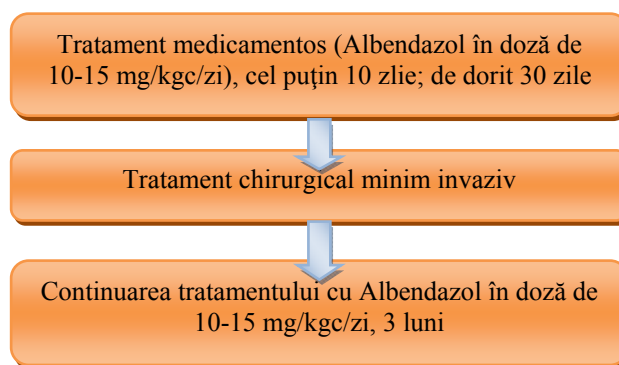 Tratament medicamentos (Albendazol în doză de
10-15 mg/kgc/zi), cel puţin 10 zlie; de dorit 30 zile
Tratament chirurgical minim invaziv
Continuarea tratamentului cu Albendazol în doză de
10-15 mg/kgc/zi, 3 luni